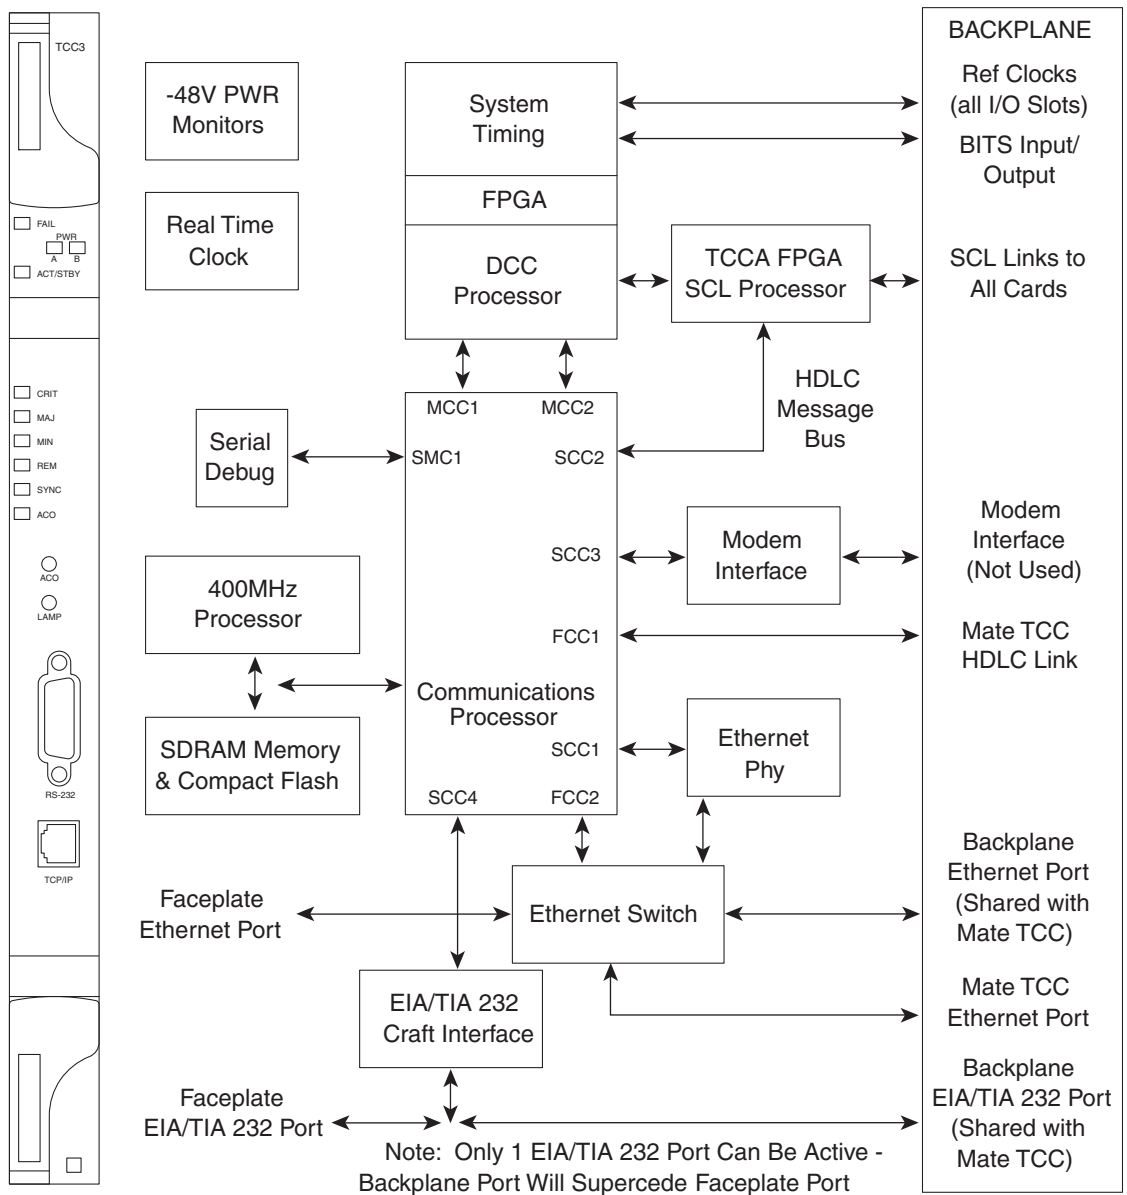 TCC3
FAIL
PWR
A B
ACT/STBY
CRIT
MAJ
MIN
REM
SYNC
ACO
ACO
LAMP
RS-232
TCP/IP
-48V PWR
Monitors
Real Time
Clock
System
Timing
FPGA
DCC
Processor
TCCA FPGA
SCL Processor
HDLC
Message
Bus
Serial
Debug
MCC1 MCC2
SMC1 SCC2
SCC3
FCC1
Communications
Processor
SCC1
SCC4 FCC2
400MHz
Processor
SDRAM Memory
& Compact Flash
Modem
Interface
Ethernet
Phy
Faceplate
Ethernet Port
Ethernet Switch
EIA/TIA 232
Craft Interface
Faceplate
EIA/TIA 232 Port
Note: Only 1 EIA/TIA 232 Port Can Be Active -
Backplane Port Will Supercede Faceplate Port
BACKPLANE
Ref Clocks
(all I/O Slots)
BITS Input/
Output
SCL Links to
All Cards
Modem
Interface
(Not Used)
Mate TCC
HDLC Link
Backplane
Ethernet Port
(Shared with
Mate TCC)
Mate TCC
Ethernet Port
Backplane
EIA/TIA 232 Port
(Shared with
Mate TCC)